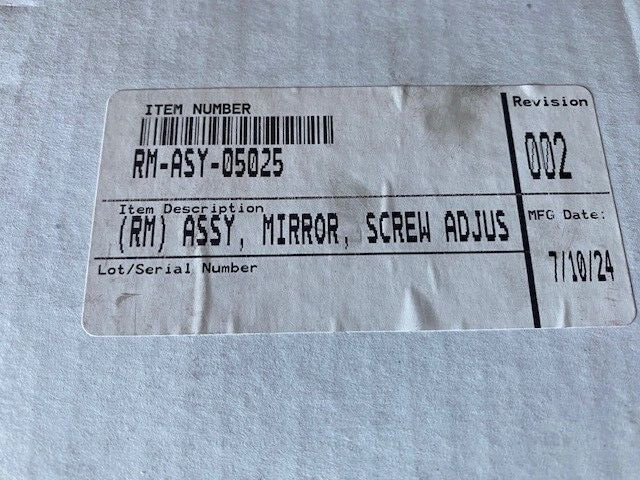 ITEM NUMBER
RM-ASY-05025
Revision
002
Item Description
(RM) ASSY, MIRROR, SCREW ADJUS
MFG Date:
7/10/24
Lot/Serial Number